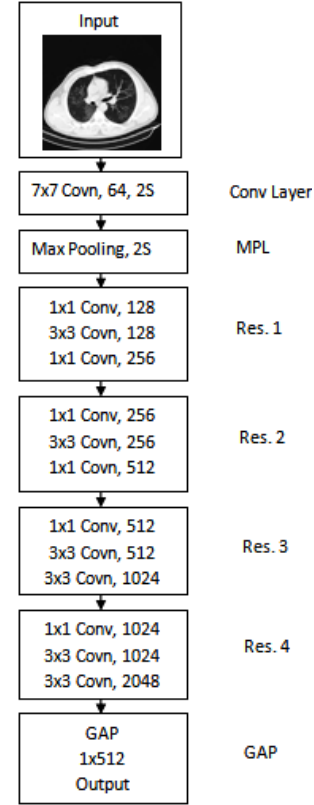 Input
7x7 Covn, 64, 2S
Conv Layer
Max Pooling, 2S
MPL
1x1 Conv, 128
3x3 Covn, 128
1x1 Covn, 256
Res. 1
1x1 Conv, 256
3x3 Covn, 256
1x1 Covn, 512
Res. 2
1x1 Conv, 512
3x3 Covn, 512
3x3 Covn, 1024
Res. 3
1x1 Conv, 1024
3x3 Covn, 1024
3x3 Covn, 2048
Res. 4
GAP
1x512
Output
GAP